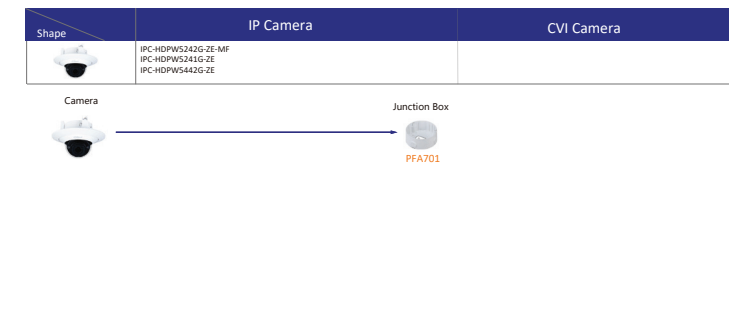 Shape
IP Camera
CVI Camera
IPC-HDPW5242G-ZE-MF
IPC-HDPW5241G-ZE
IPC-HDPW5442G-ZE
Camera
Junction Box
PFA701